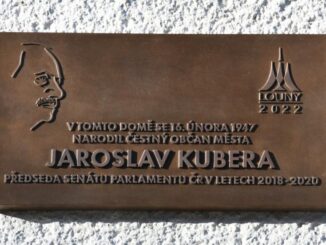 LOUNY
2022
V TOMTO DOMĚ SE 16. ÚNORA 1947
NARODIL ČESTNÝ OBČAN MĚSTA
JAROSLAV KUBERA
PŘEDSEDA SENÁTU PARLAMENTU ČR V LETECH 2018-2020